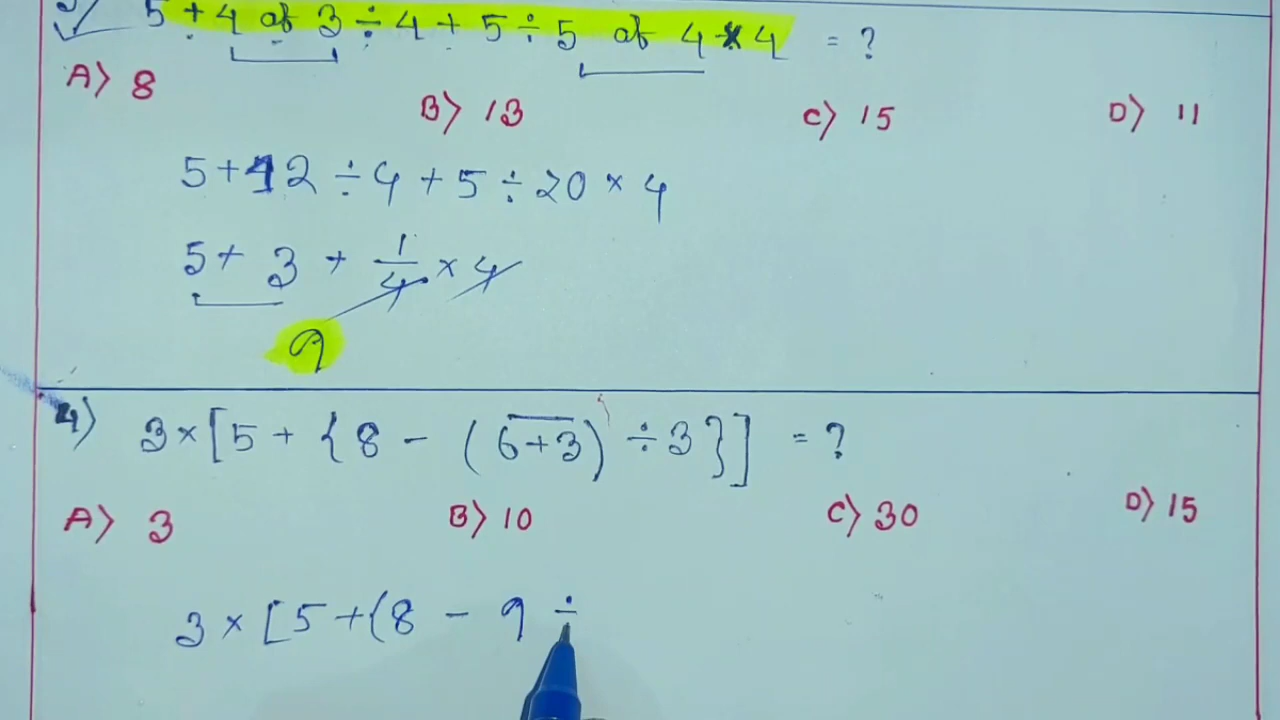 5 + 4 of 3 ÷ 4 + 5 ÷ 5 of 4 × 4 = ?
A) 8 B) 13 C) 15 D) 11
5 + 12 ÷ 4 + 5 ÷ 20 × 4
5 + 3 + 1/4 × 4
9
4) 3 × [5 + {8 - (6+3) ÷ 3}] = ?
A) 3 B) 10 C) 30 D) 15
3 × [5 + {8 - 9 ÷